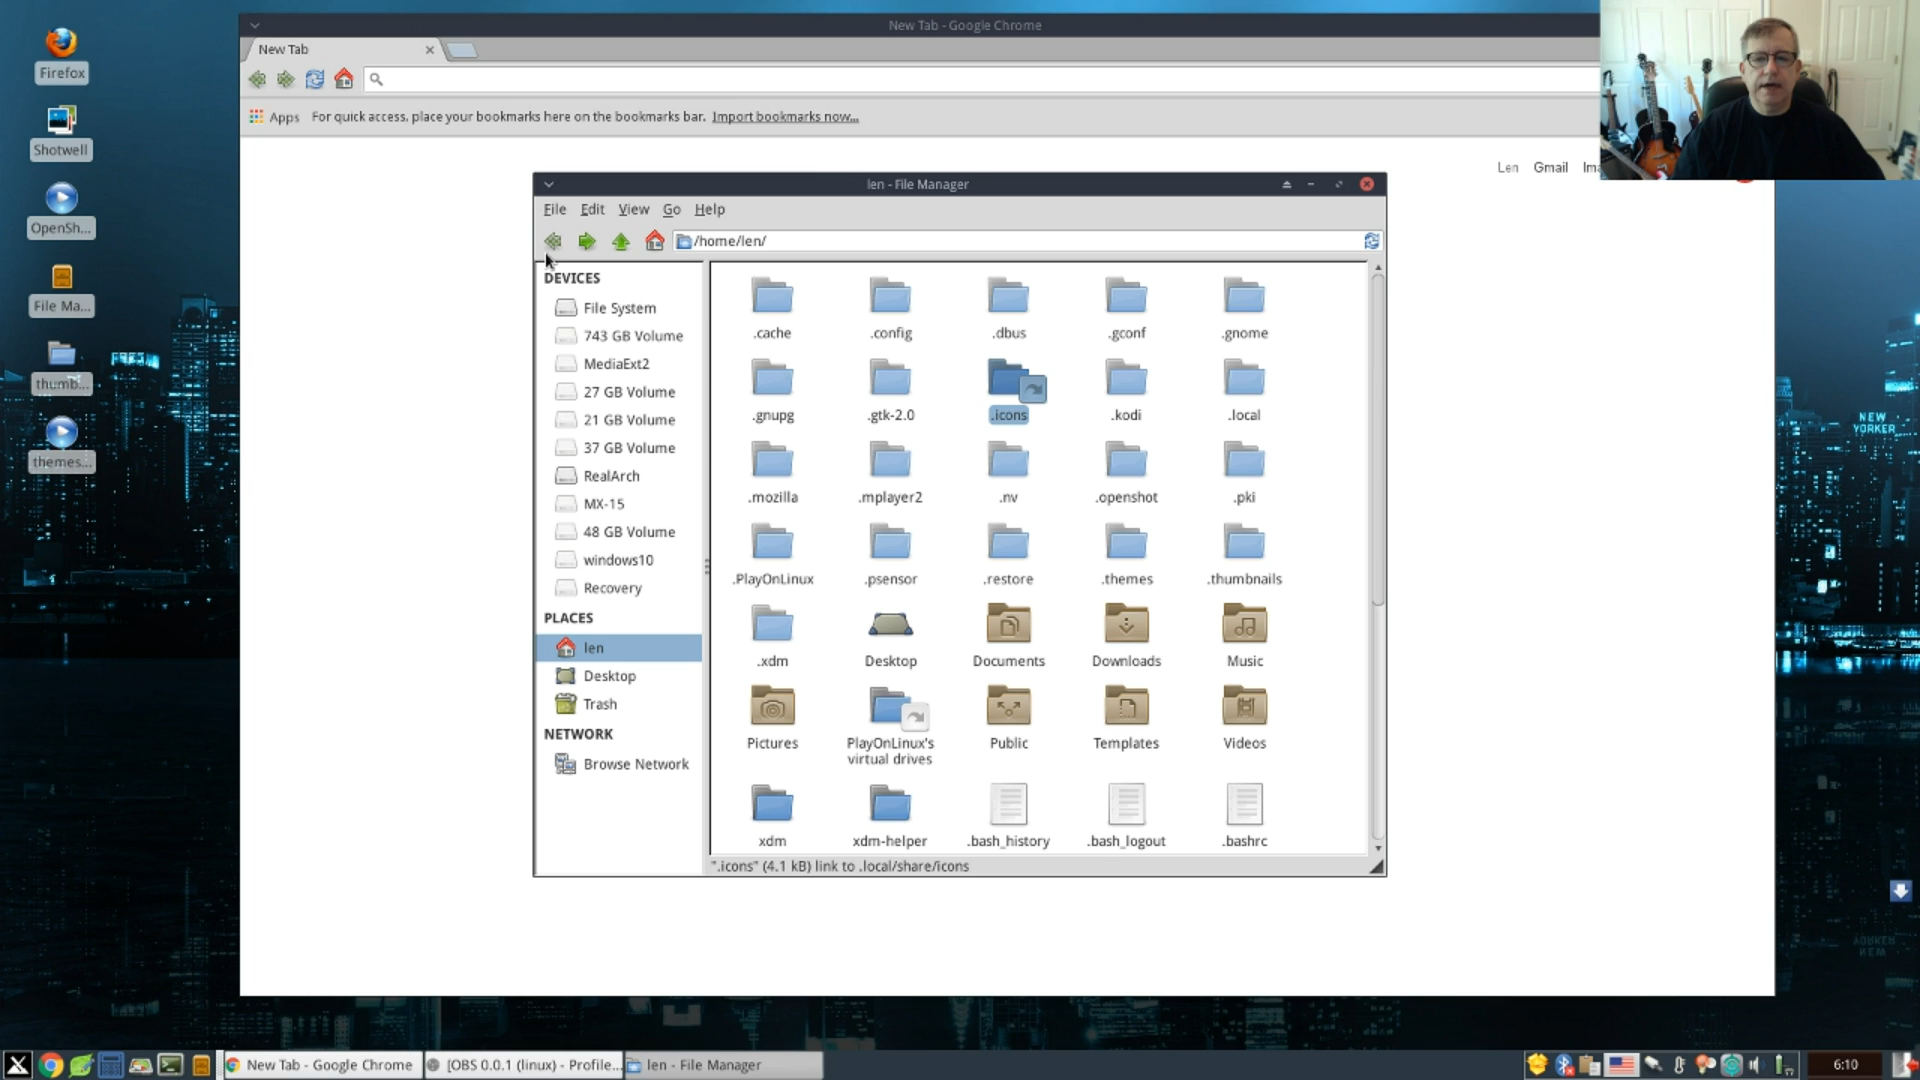 New Tab - Google Chrome
New Tab
Apps
For quick access, place your bookmarks here on the bookmarks bar. Import bookmarks now...
Len Gmail
Firefox
Shotwell
OpenSh...
File Ma...
thumb...
themes...
len - File Manager
File Edit View Go Help
/home/len/
DEVICES
File System
743 GB Volume
MediaExt2
27 GB Volume
21 GB Volume
37 GB Volume
RealArch
MX-15
48 GB Volume
windows10
Recovery
PLACES
len
Desktop
Trash
NETWORK
Browse Network
.cache .config .dbus .gconf .gnome
.gnupg .gtk-2.0 .icons .kodi .local
.mozilla .mplayer2 .nv .openshot .pki
.PlayOnLinux .psensor .restore .themes .thumbnails
.xdm Desktop Documents Downloads Music
Pictures PlayOnLinux's virtual drives Public Templates Videos
xdm xdm-helper .bash_history .bash_logout .bashrc
".icons" (4.1 kB) link to .local/share/icons
NEW
YORKER
New Tab - Google Chrome
[OBS 0.0.1 (linux) - Profile...
len - File Manager
6:10